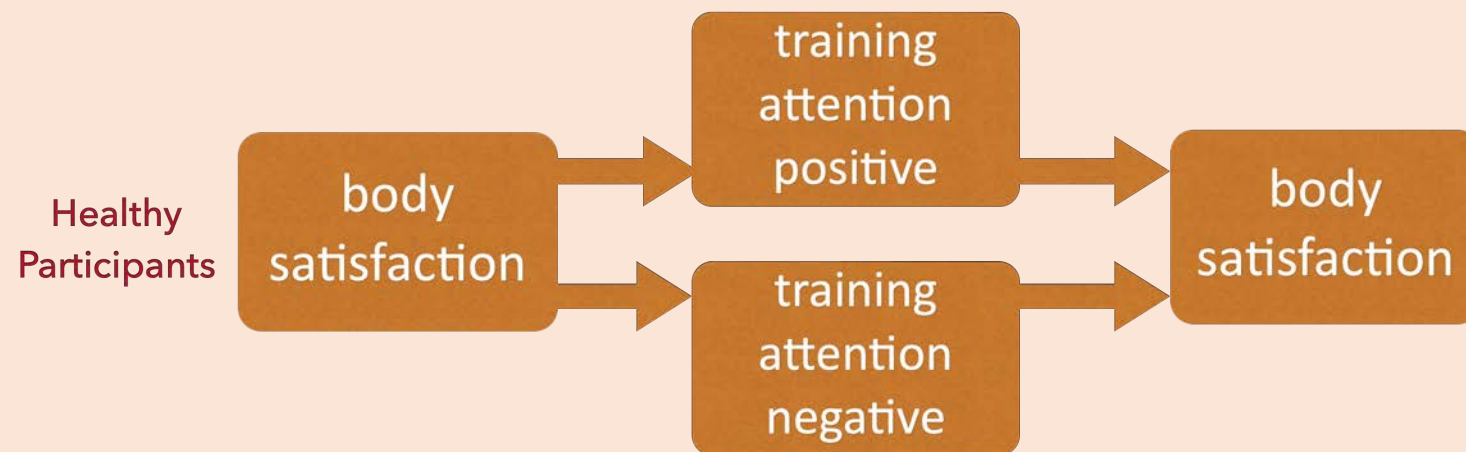 Healthy
Participants
body
satisfaction
training
attention
positive
training
attention
negative
body
satisfaction